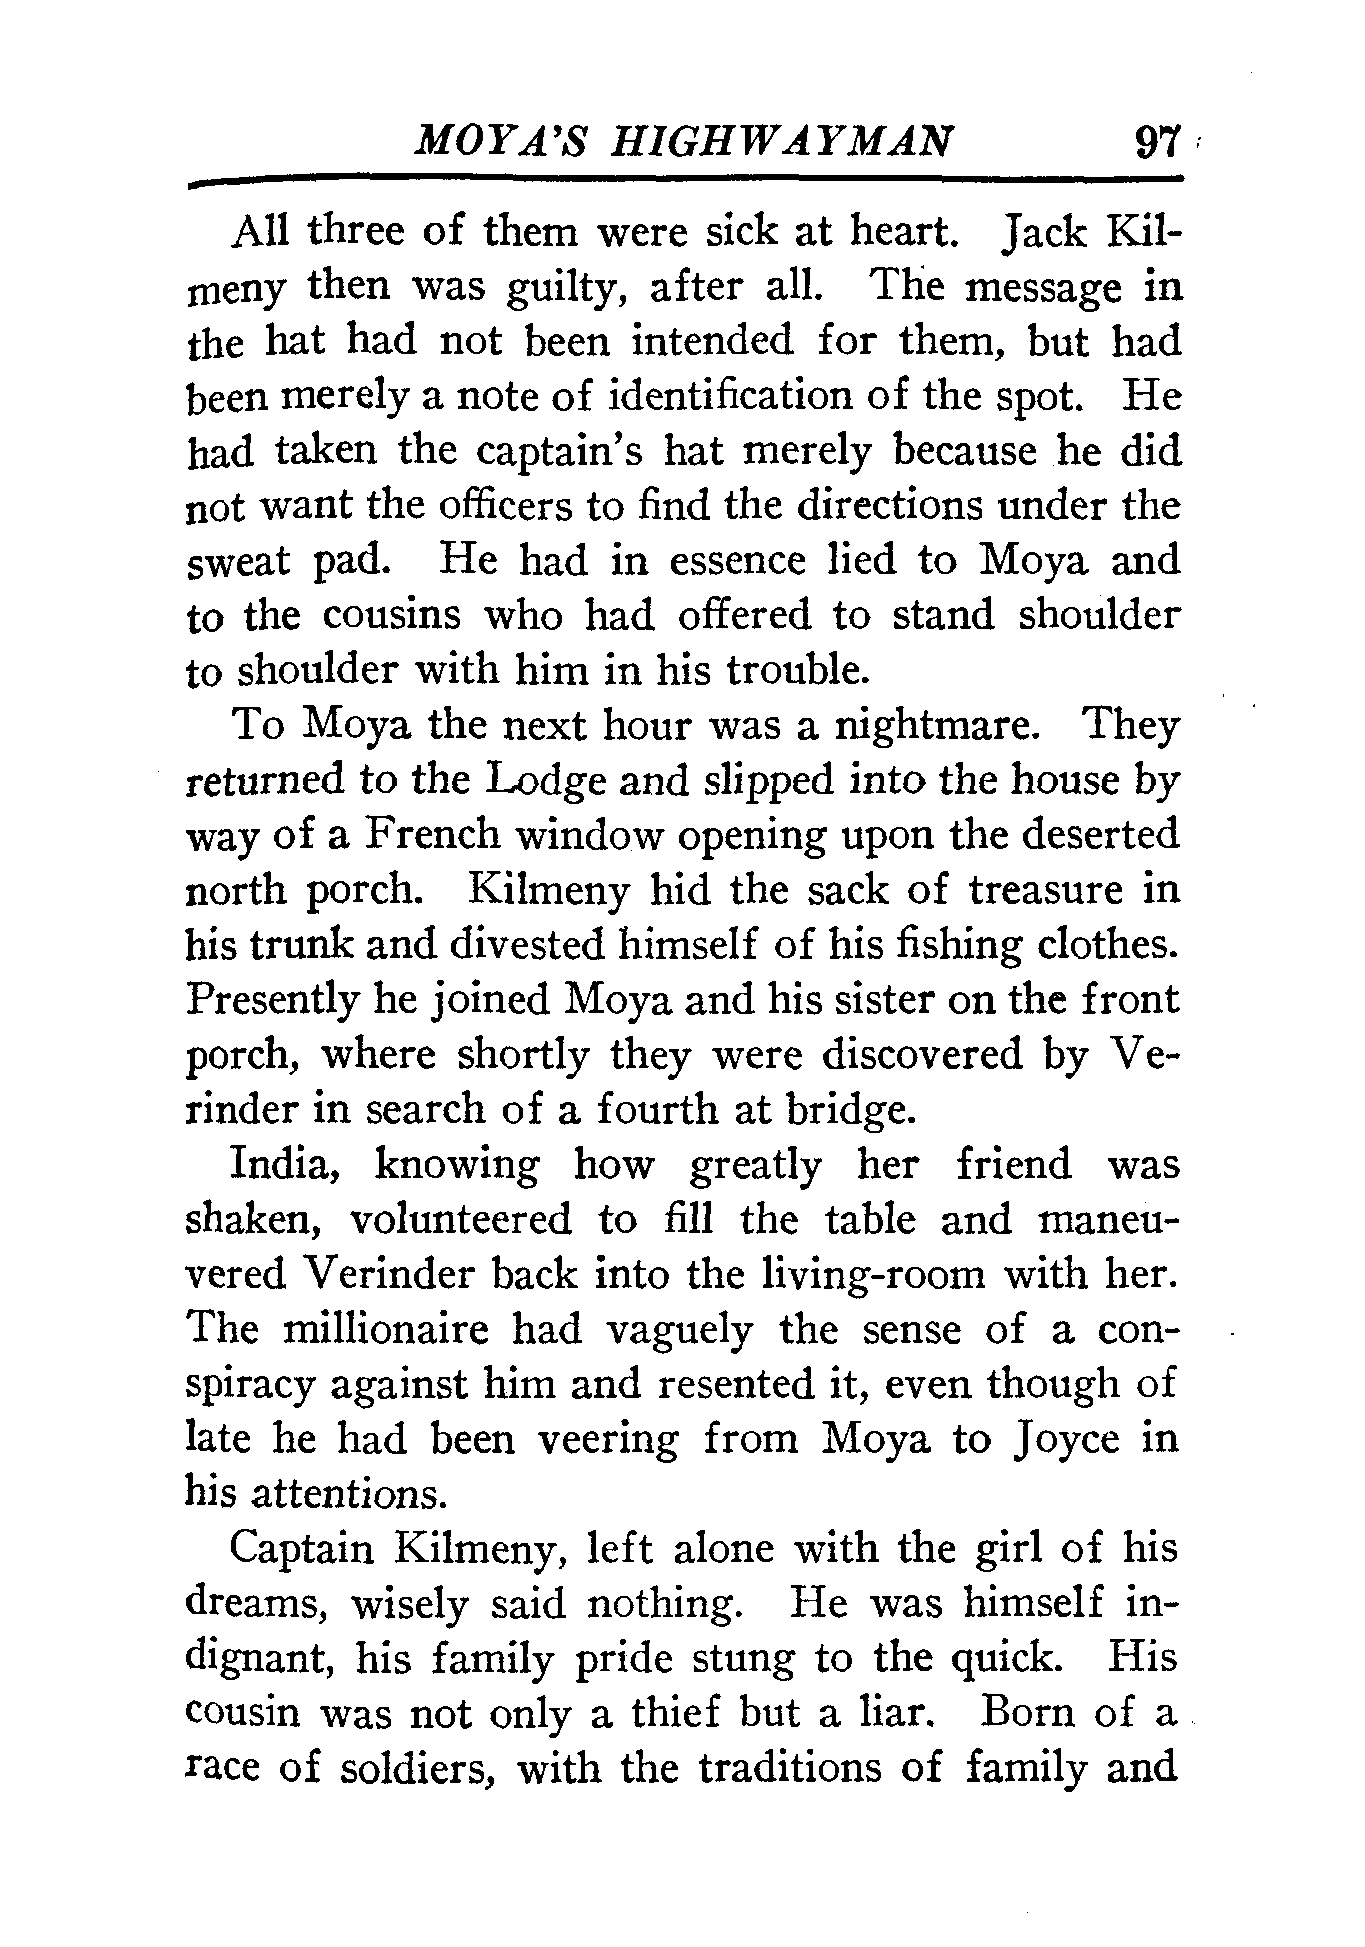 MOYA'S HIGHWAYMAN 97
All three of them were sick at heart. Jack Kil-
meny then was guilty, after all. The message in
the hat had not been intended for them, but had
been merely a note of identification of the spot. He
had taken the captain's hat merely because he did
not want the officers to find the directions under the
sweat pad. He had in essence lied to Moya and
to the cousins who had offered to stand shoulder
to shoulder with him in his trouble.
To Moya the next hour was a nightmare. They
returned to the Lodge and slipped into the house by
way of a French window opening upon the deserted
north porch. Kilmeny hid the sack of treasure in
his trunk and divested himself of his fishing clothes.
Presently he joined Moya and his sister on the front
porch, where shortly they were discovered by Ve-
rinder in search of a fourth at bridge.
India, knowing how greatly her friend was
shaken, volunteered to fill the table and maneu-
vered Verinder back into the living-room with her.
The millionaire had vaguely the sense of a con-
spiracy against him and resented it, even though of
late he had been veering from Moya to Joyce in
his attentions.
Captain Kilmeny, left alone with the girl of his
dreams, wisely said nothing. He was himself in-
dignant, his family pride stung to the quick. His
cousin was not only a thief but a liar. Born of a
race of soldiers, with the traditions of family and